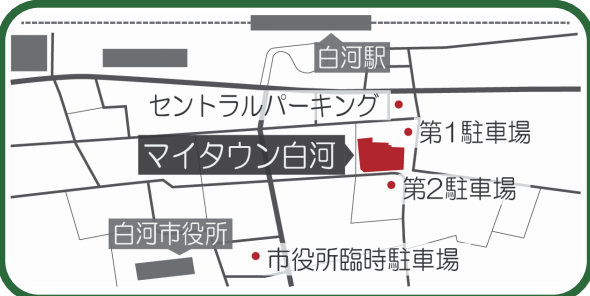 白河駅
セントラルパーキング
第1駐車場
マイタウン白河
第2駐車場
白河市役所
市役所臨時駐車場